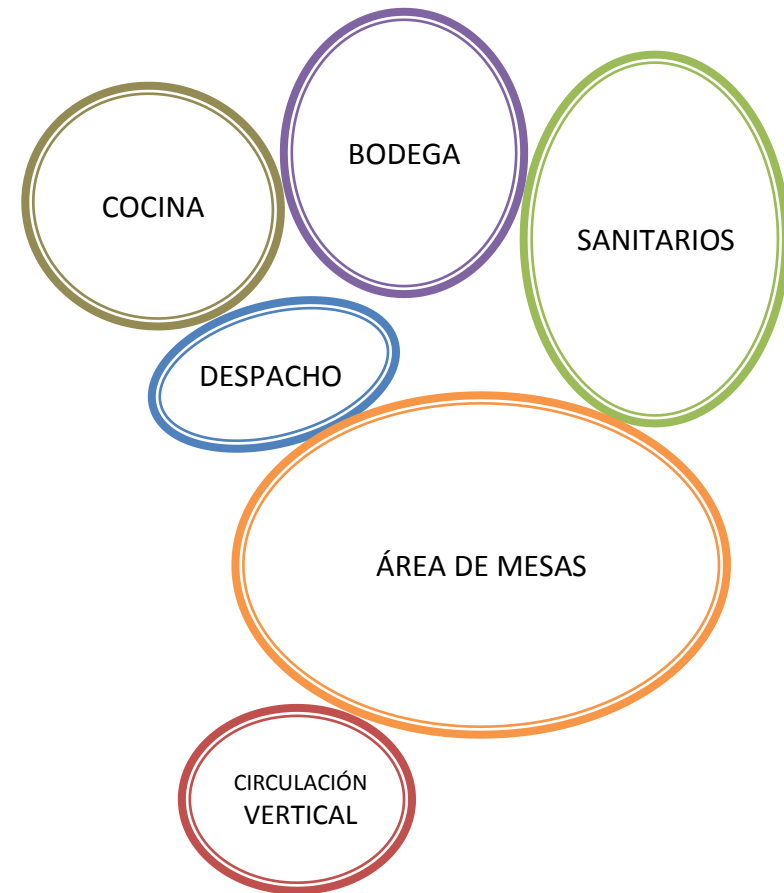 BODEGA
COCINA
SANITARIOS
DESPACHO
ÁREA DE MESAS
CIRCULACIÓN
VERTICAL